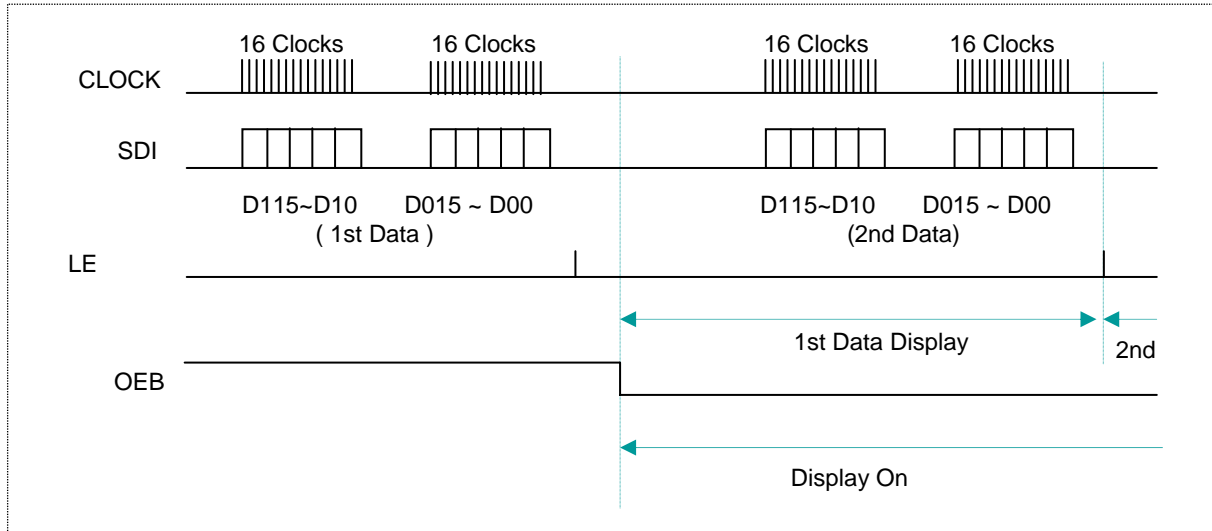 16 Clocks 16 Clocks 16 Clocks 16 Clocks
CLOCK
SDI
D115~D10 D015 ~ D00 D115~D10 D015 ~ D00
( 1st Data ) (2nd Data)
LE
1st Data Display 2nd
OEB
Display On